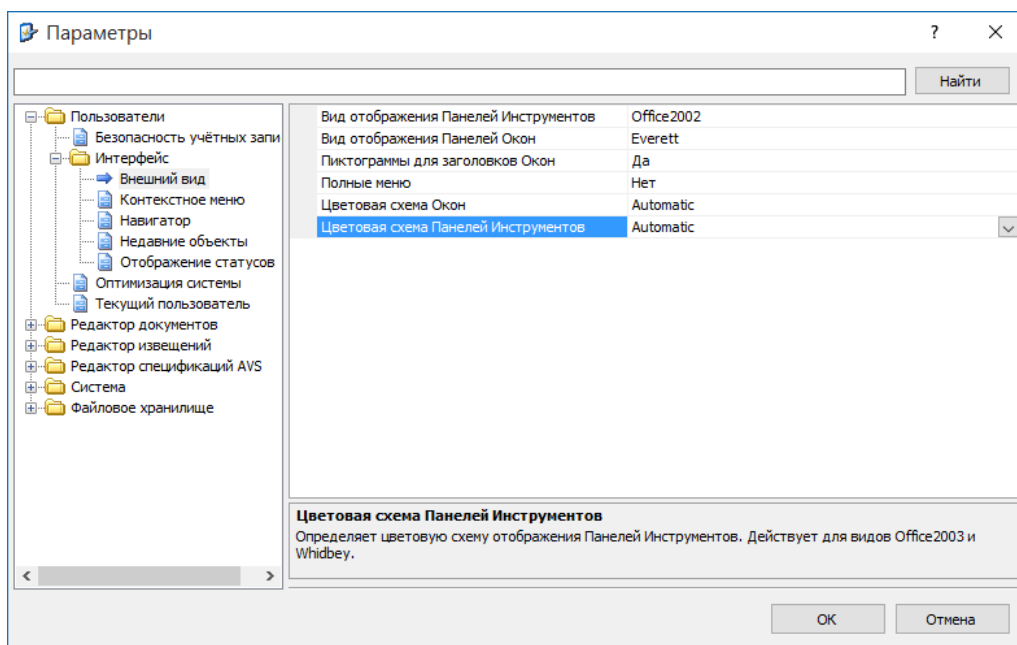 Параметры
?
Найти
Пользователи
Безопасность учётных запи
Интерфейс
Внешний вид
Контекстное меню
Навигатор
Недавние объекты
Отображение статусов
Оптимизация системы
Текущий пользователь
Редактор документов
Редактор извещений
Редактор спецификаций AVS
Система
Файловое хранилище
Вид отображения Панелей Инструментов Office2002
Вид отображения Панелей Окон Everett
Пиктограммы для заголовков Окон Да
Полные меню Нет
Цветовая схема Окон Automatic
Цветовая схема Панелей Инструментов Automatic
Цветовая схема Панелей Инструментов
Определяет цветовую схему отображения Панелей Инструментов. Действует для видов Office2003 и
Whidbey.
ОК
Отмена